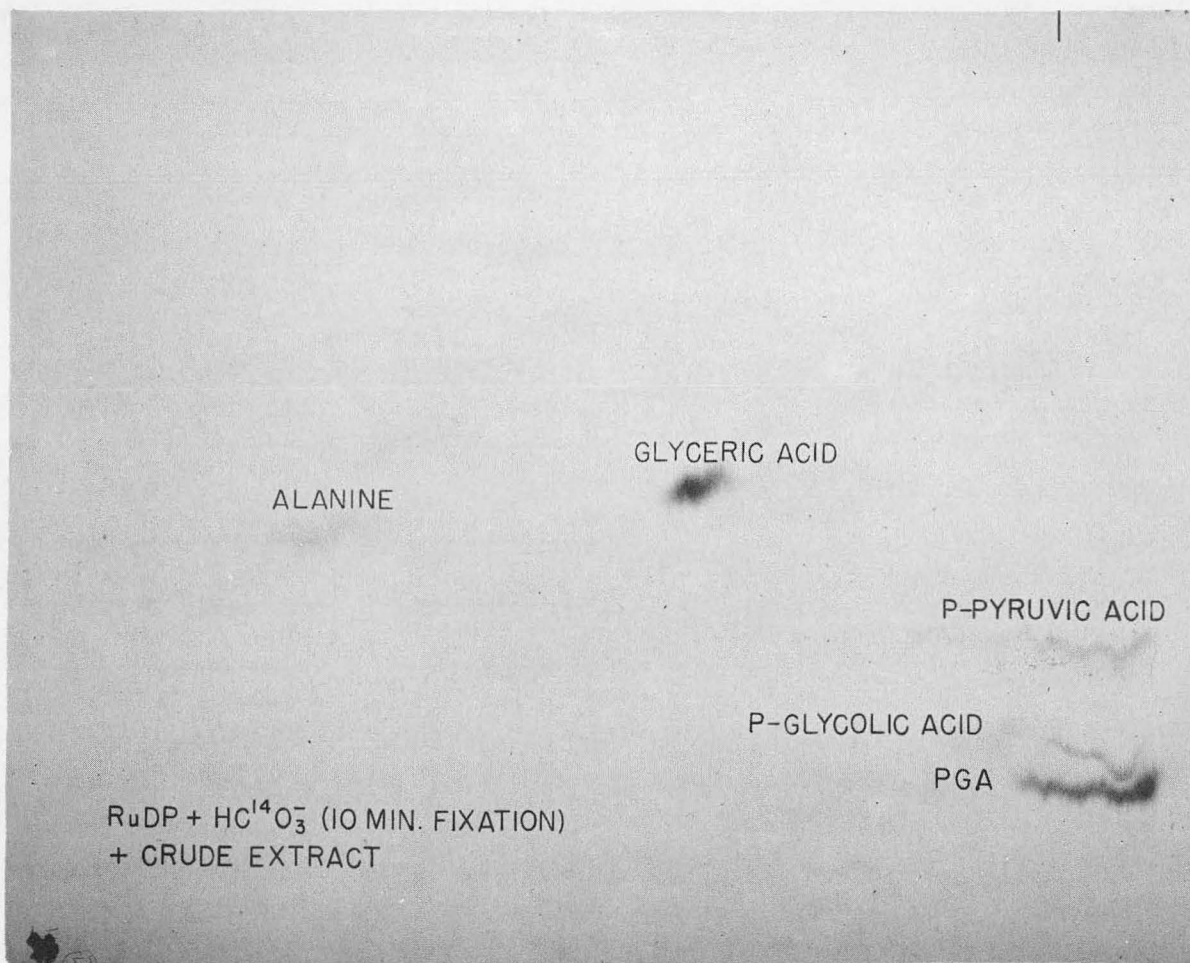 GLYCERIC ACID
ALANINE
P-PYRUVIC ACID
P-GLYCOLIC ACID
PGA
RuDP + HC¹⁴O₃⁻ (10 MIN. FIXATION)
+ CRUDE EXTRACT